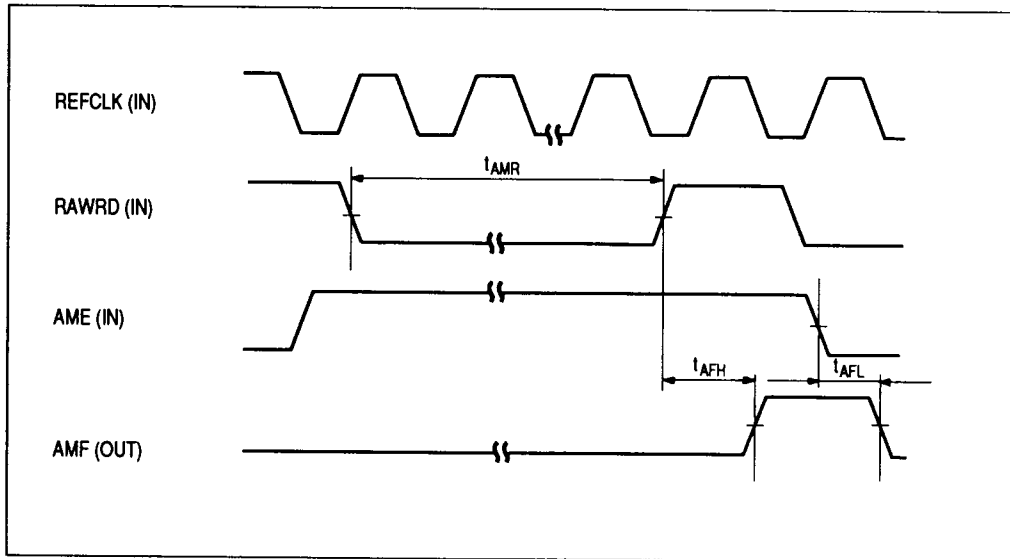 REFCLK (IN)
tAMR
RAWRD (IN)
AME (IN)
tAFH
tAFL
AMF (OUT)